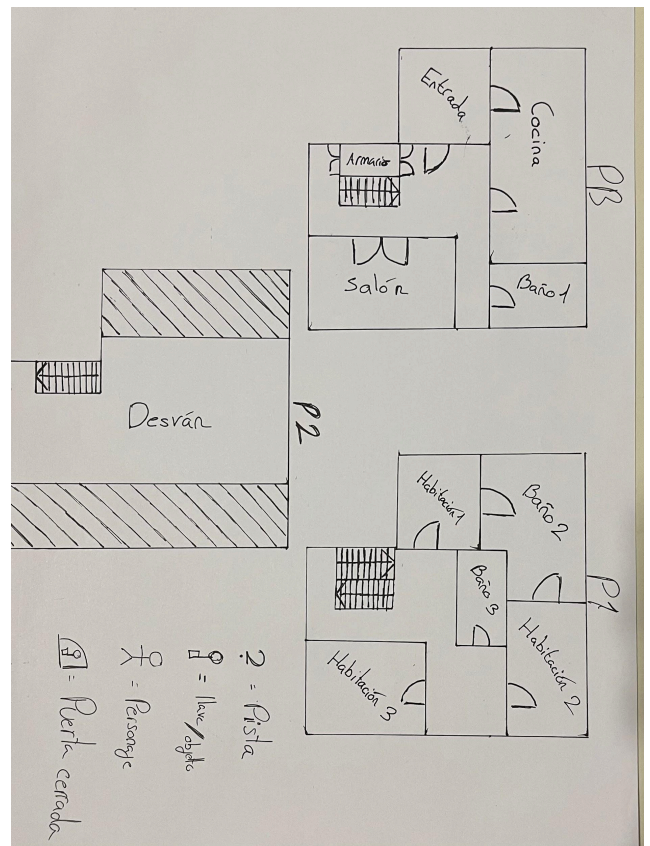 PB
Entrada
Cocina
Armario
Salón
Baño 1
P1
Habitación 1
Baño 2
Baño 3
Habitación 2
Habitación 3
P2
Desván
? = Pista
= llave/objeto
= Personaje
= Puerta cerrada